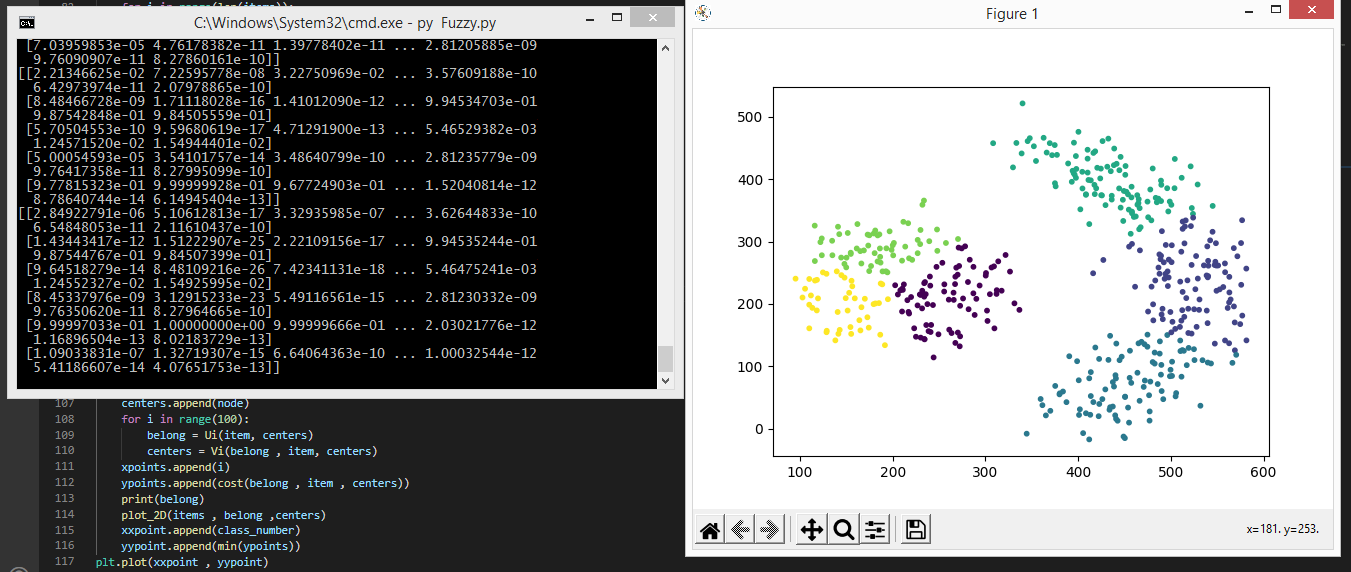 C:\Windows\System32\cmd.exe - py  Fuzzy.py
[7.03959853e-05 4.76178382e-11 1.39778402e-11 ... 2.81205885e-09
9.76090907e-11 8.27860161e-10]]
[[2.21346625e-02 7.22595778e-08 3.22750969e-02 ... 3.57609188e-10
6.42973974e-11 2.07978865e-10]
[8.48466728e-09 1.71118028e-16 1.41012090e-12 ... 9.94534703e-01
9.87542848e-01 9.84505559e-01]
[5.70504553e-10 9.59680619e-17 4.71291900e-13 ... 5.46529382e-03
1.24571520e-02 1.54944401e-02]
[5.00054593e-05 3.54101757e-14 3.48640799e-10 ... 2.81235779e-09
9.76417358e-11 8.27995099e-10]
[9.77815323e-01 9.99999928e-01 9.67724903e-01 ... 1.52040814e-12
8.78640744e-14 6.14945404e-13]]
[[2.84922791e-06 5.10612813e-17 3.32935985e-07 ... 3.62644833e-10
6.54848053e-11 2.11610437e-10]
[1.43443417e-12 1.51222907e-25 2.22109156e-17 ... 9.94535244e-01
9.87544767e-01 9.84507399e-01]
[9.64518279e-14 8.48109216e-26 7.42341131e-18 ... 5.46475241e-03
1.24552327e-02 1.54925995e-02]
[8.45337976e-09 3.12915233e-23 5.49116561e-15 ... 2.81230332e-09
9.76350620e-11 8.27964665e-10]
[9.99997033e-01 1.00000000e+00 9.99999666e-01 ... 2.03021776e-12
1.16896504e-13 8.02183729e-13]
[1.09033831e-07 1.32719307e-15 6.64064363e-10 ... 1.00032544e-12
5.41186607e-14 4.07651753e-13]]
107 centers.append(node)
108 for i in range(100):
109 belong = Ui(item, centers)
110 centers = Vi(belong , item, centers)
111 xpoints.append(i)
112 ypoints.append(cost(belong , item , centers))
113 print(belong)
114 plot_2D(items , belong ,centers)
115 xxpoint.append(class_number)
116 yypoint.append(min(ypoints))
117 plt.plot(xxpoint , yypoint)
Figure 1
500
400
300
200
100
0
100 200 300 400 500 600
x=181. y=253.